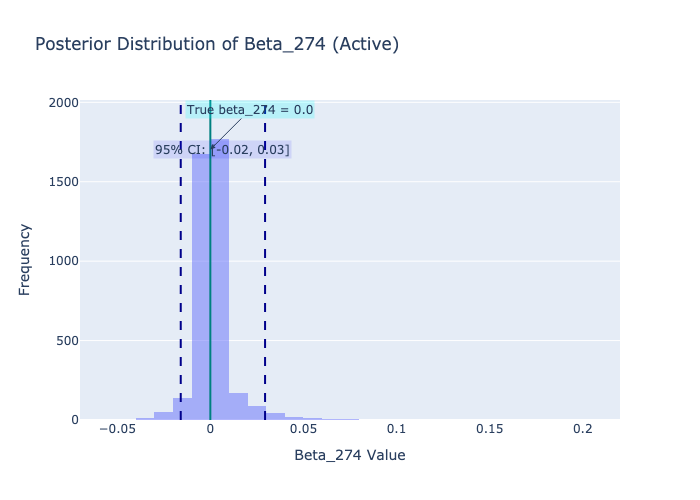 Posterior Distribution of Beta_274 (Active)
True beta_274 = 0.0
95% CI: [-0.02, 0.03]
2000
1500
1000
500
0
Frequency
−0.05 0 0.05 0.1 0.15 0.2
Beta_274 Value